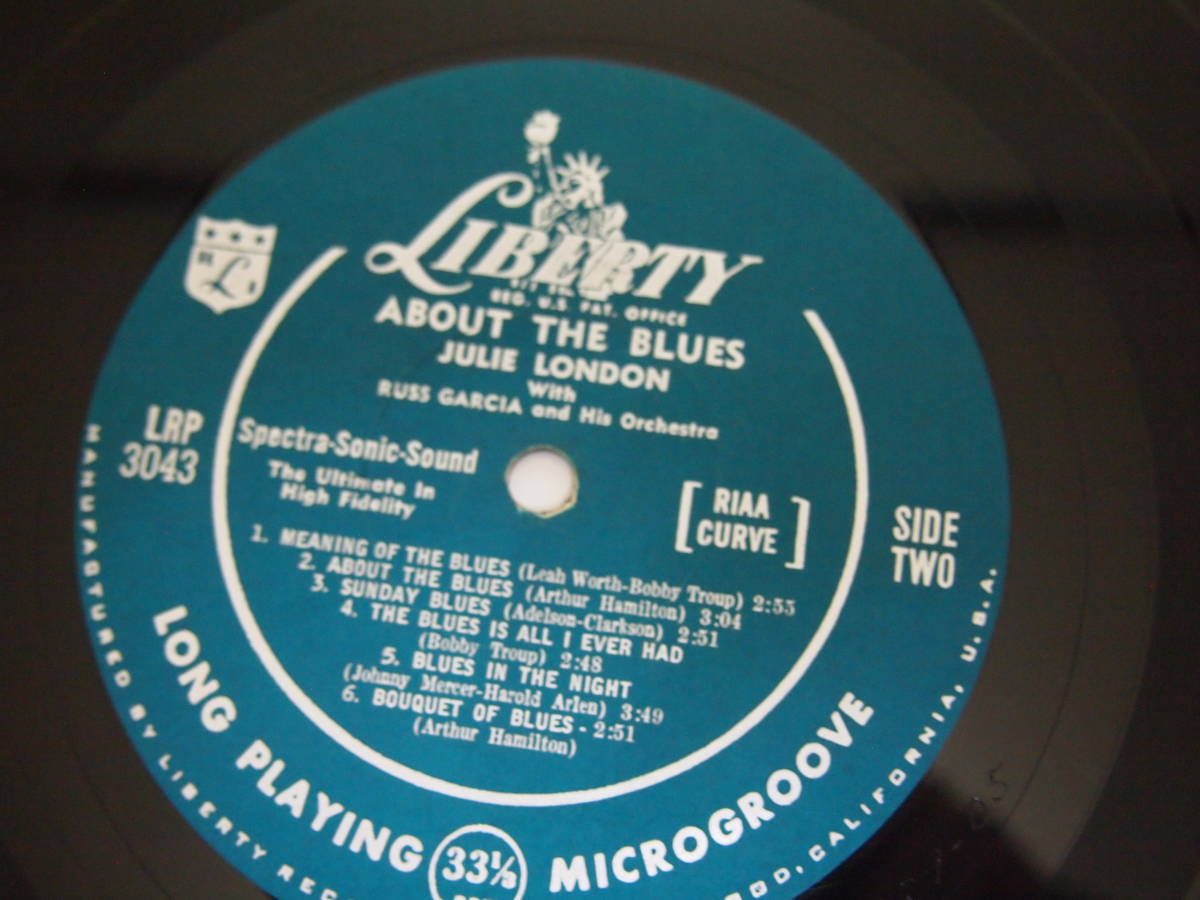 LIBERTY
REG. U.S. PAT. OFFICE
ABOUT THE BLUES
JULIE LONDON
With
RUSS GARCIA and His Orchestra
LRP
3043
Spectra-Sonic-Sound
The Ultimate In
High Fidelity
[RIAA
CURVE]
SIDE
TWO
1. MEANING OF THE BLUES (Leah Worth-Bobby Troup) 2:55
2. ABOUT THE BLUES (Arthur Hamilton) 3:04
3. SUNDAY BLUES (Adelson-Clarkson) 2:51
4. THE BLUES IS ALL I EVER HAD
(Bobby Troup) 2:48
5. BLUES IN THE NIGHT
(Johnny Mercer-Harold Arlen) 3:49
6. BOUQUET OF BLUES - 2:51
(Arthur Hamilton)
LONG PLAYING 33⅓ MICROGROOVE
MANUFACTURED BY LIBERTY CALIFORNIA, U.S.A.